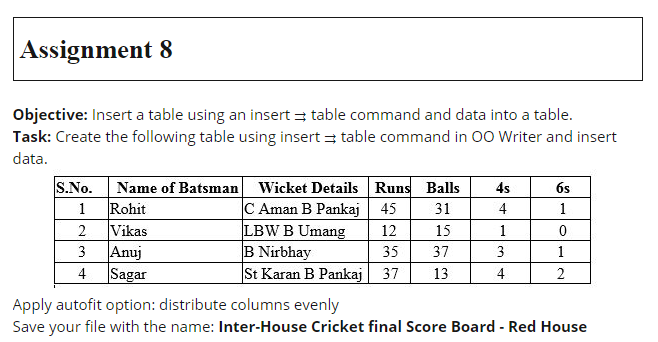 Assignment 8
Objective: Insert a table using an insert ⇒ table command and data into a table.
Task: Create the following table using insert ⇒ table command in OO Writer and insert
data.
S.No. Name of Batsman Wicket Details Runs Balls 4s 6s
1 Rohit C Aman B Pankaj 45 31 4 1
2 Vikas LBW B Umang 12 15 1 0
3 Anuj B Nirbhay 35 37 3 1
4 Sagar St Karan B Pankaj 37 13 4 2
Apply autofit option: distribute columns evenly
Save your file with the name: Inter-House Cricket final Score Board - Red House